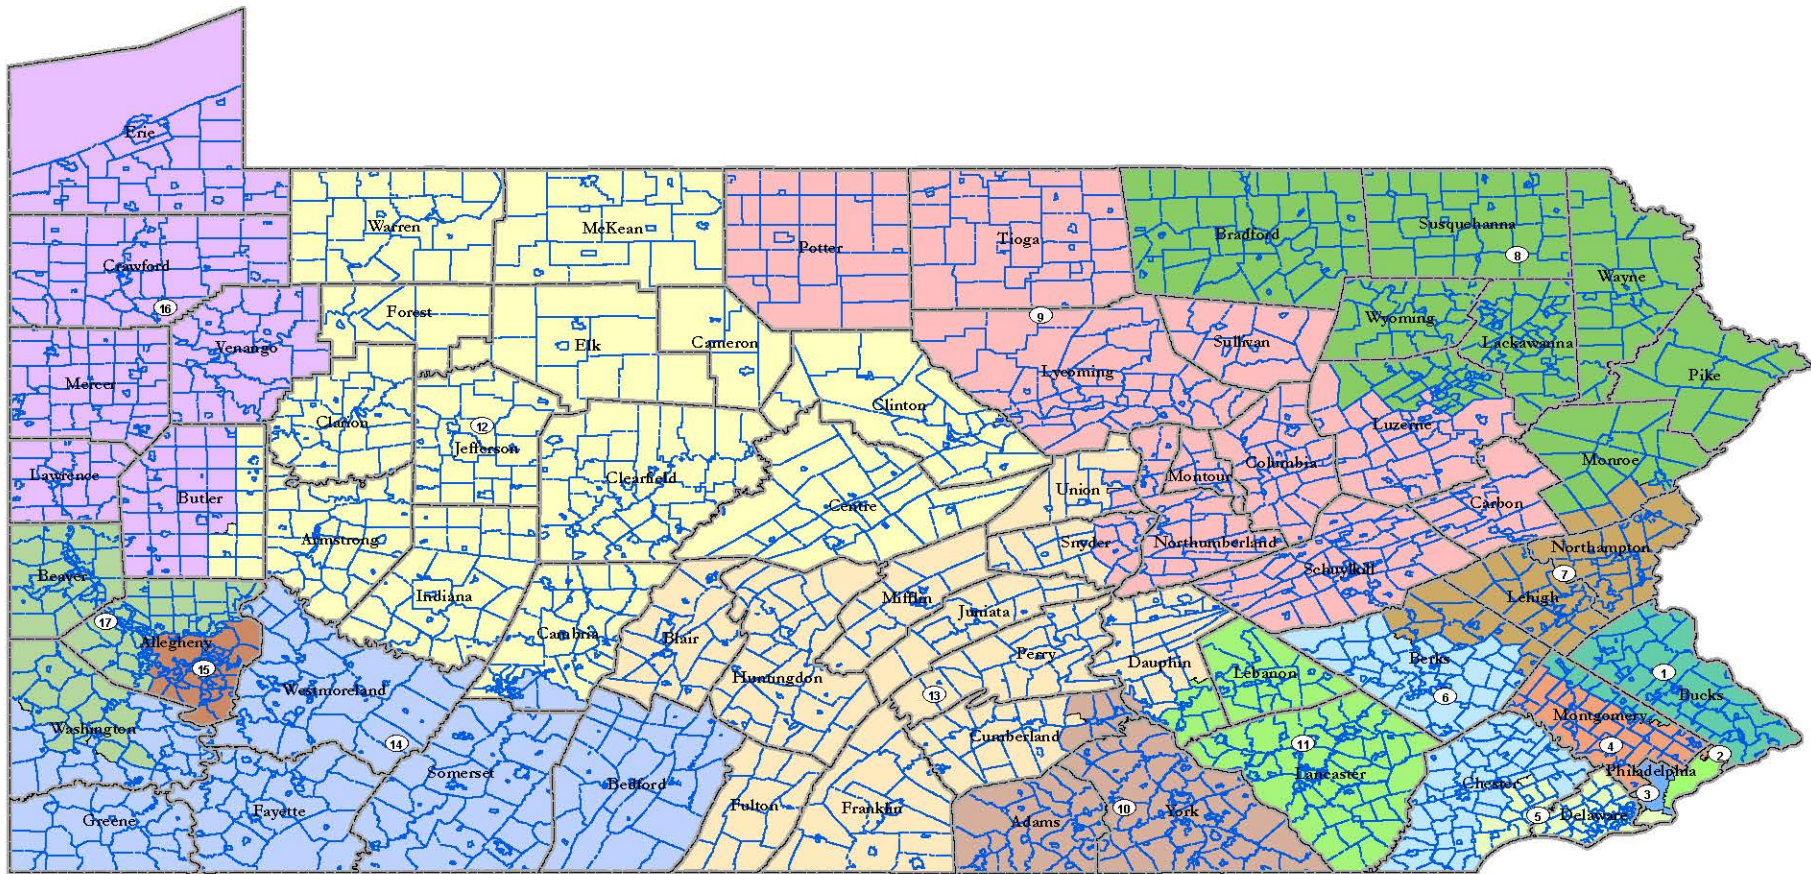 Erie
Warren
McKean
Potter
Tioga
Bradford
Susquehanna
8
Wayne
Crawford
16
Forest
9
Wyoming
Lackawanna
Venango
Elk
Cameron
Sullivan
Mercer
Lycoming
Pike
Clarion
12
Jefferson
Clinton
Luzerne
Lawrence
Butler
Clearfield
Centre
Union
Montour
Columbia
Monroe
Carbon
Armstrong
Snyder
Northumberland
Northampton
Beaver
Indiana
Mifflin
Juniata
Schuylkill
7
Lehigh
17
Allegheny
15
Cambria
Blair
Huntingdon
Perry
Dauphin
Lebanon
Berks
1
Bucks
Westmoreland
13
6
Washington
14
Cumberland
11
Montgomery
4
2
Somerset
Bedford
Lancaster
Chester
Philadelphia
3
Greene
Fayette
Fulton
Franklin
Adams
10
York
5
Delaware